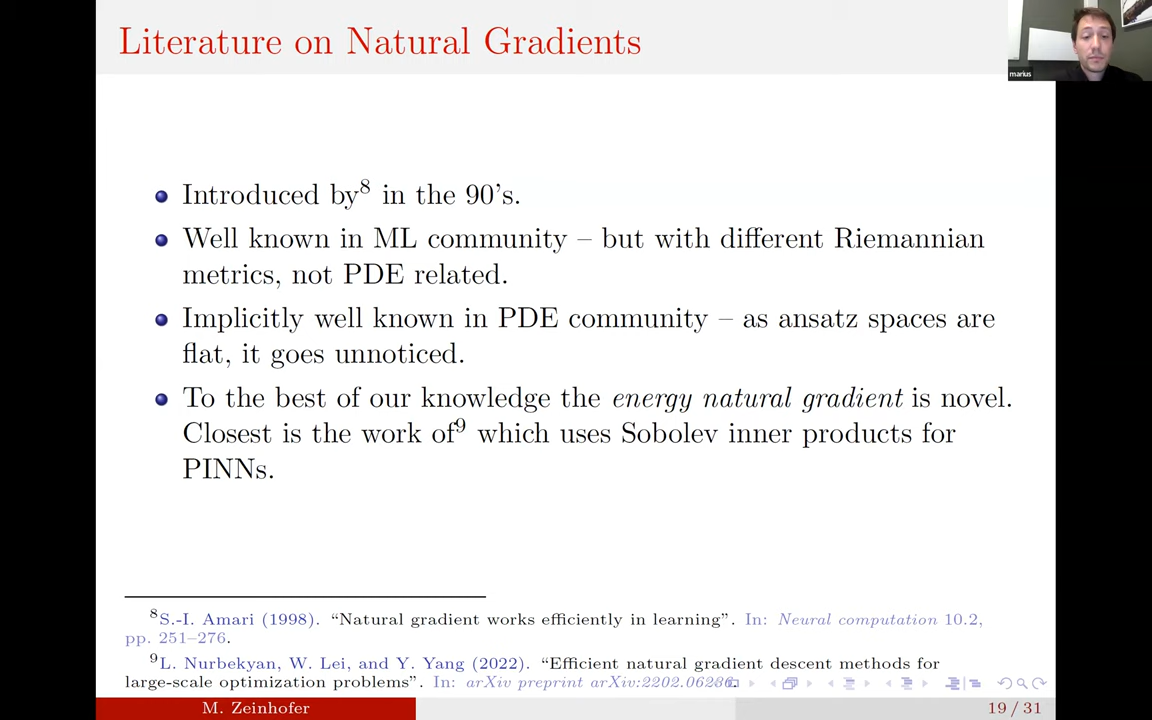 Literature on Natural Gradients
marius
Introduced by⁸ in the 90's.
Well known in ML community – but with different Riemannian
metrics, not PDE related.
Implicitly well known in PDE community – as ansatz spaces are
flat, it goes unnoticed.
To the best of our knowledge the energy natural gradient is novel.
Closest is the work of⁹ which uses Sobolev inner products for
PINNs.
⁸S.-I. Amari (1998). “Natural gradient works efficiently in learning”. In: Neural computation 10.2,
pp. 251–276.
⁹L. Nurbekyan, W. Lei, and Y. Yang (2022). “Efficient natural gradient descent methods for
large-scale optimization problems”. In: arXiv preprint arXiv:2202.06236.
M. Zeinhofer
19 / 31